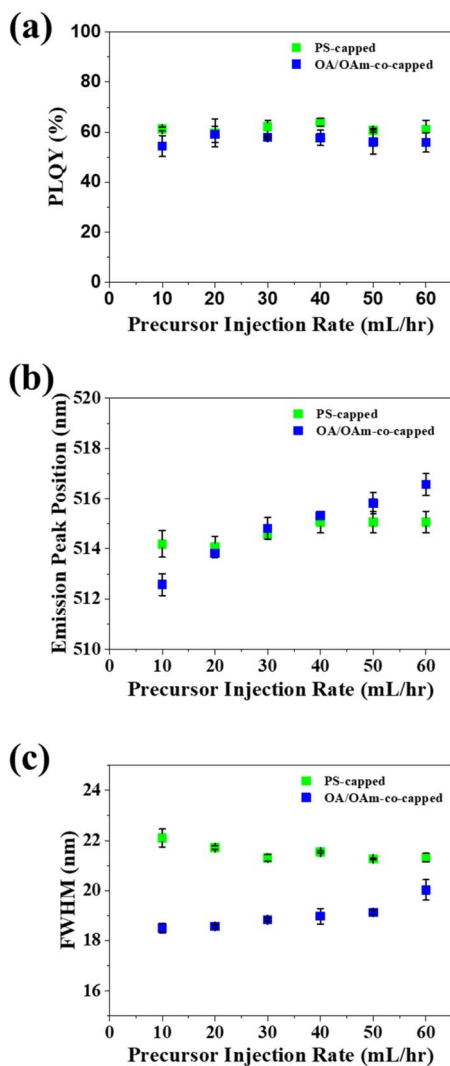 (a)
100
80
60
40
20
0
PLQY (%)
PS-capped
OA/OAm-co-capped
0 10 20 30 40 50 60
Precursor Injection Rate (mL/hr)
(b)
520
518
516
514
512
510
Emission Peak Position (nm)
PS-capped
OA/OAm-co-capped
0 10 20 30 40 50 60
Precursor Injection Rate (mL/hr)
(c)
24
22
20
18
16
FWHM (nm)
PS-capped
OA/OAm-co-capped
0 10 20 30 40 50 60
Precursor Injection Rate (mL/hr)